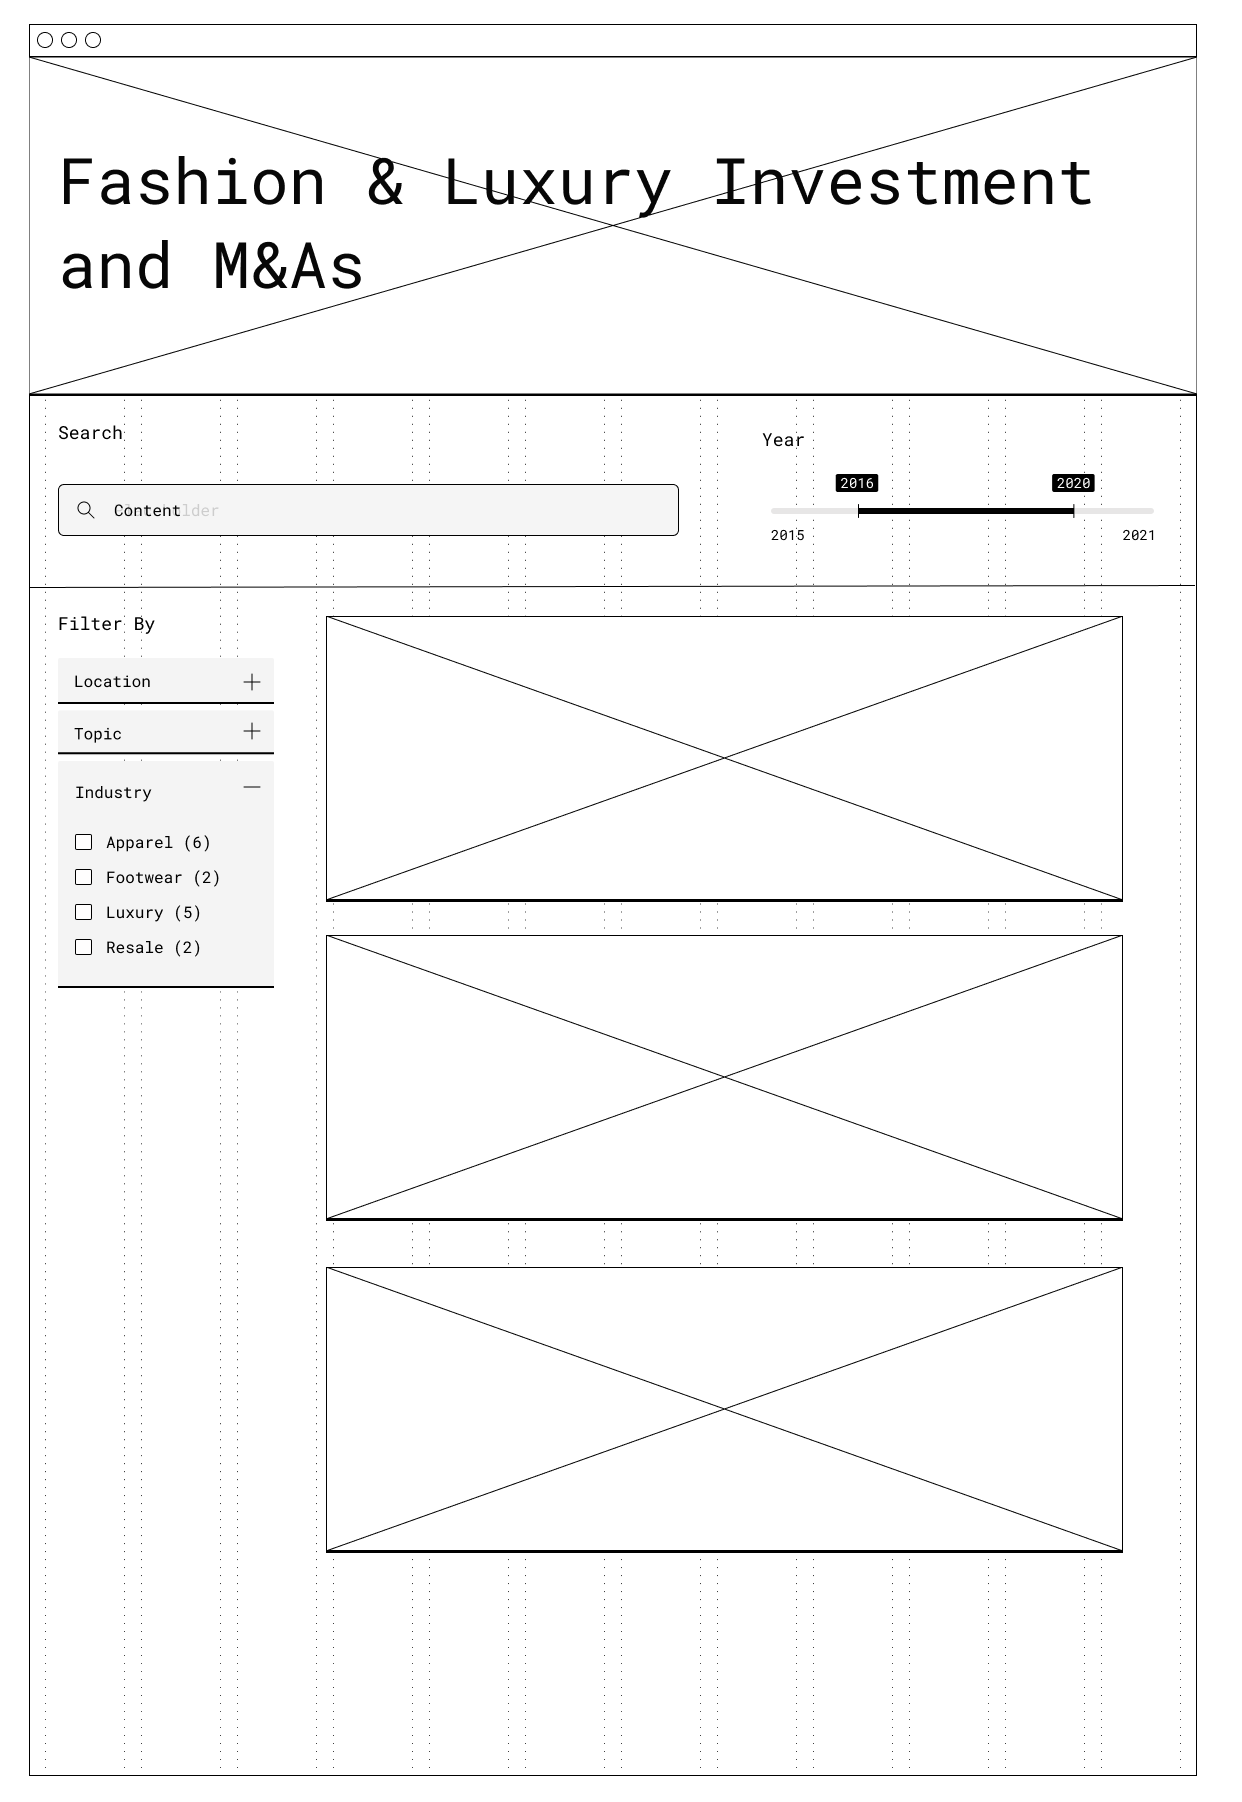 Fashion & Luxury Investment
and M&As
Search
Year
2016
2020
Contentlder
2015
2021
Filter By
Location
Topic
Industry
Apparel (6)
Footwear (2)
Luxury (5)
Resale (2)